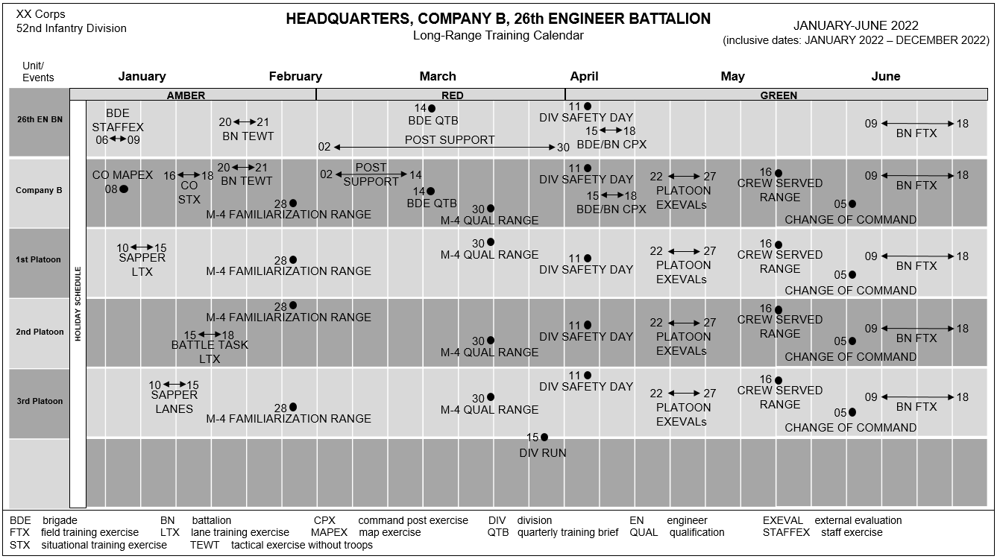 XX Corps
52nd Infantry Division
HEADQUARTERS, COMPANY B, 26th ENGINEER BATTALION
Long-Range Training Calendar
JANUARY-JUNE 2022
(inclusive dates: JANUARY 2022 – DECEMBER 2022)
Unit/
Events
January February March April May June
AMBER RED GREEN
HOLIDAY SCHEDULE
26th EN BN
BDE
STAFFEX
06 09
20 21
BN TEWT
14
BDE QTB
02 POST SUPPORT 30
11
DIV SAFETY DAY
15 18
BDE/BN CPX
09 18
BN FTX
Company B
CO MAPEX
08
16 18
CO
STX
20 21
BN TEWT
28
M-4 FAMILIARIZATION RANGE
02 POST 14
SUPPORT
14
BDE QTB
30
M-4 QUAL RANGE
11
DIV SAFETY DAY
15 18
BDE/BN CPX
22 27
PLATOON
EXEVALs
16
CREW SERVED
RANGE
05
CHANGE OF COMMAND
09 18
BN FTX
1st Platoon
10 15
SAPPER
LTX
28
M-4 FAMILIARIZATION RANGE
30
M-4 QUAL RANGE
11
DIV SAFETY DAY
22 27
PLATOON
EXEVALs
16
CREW SERVED
RANGE
05
CHANGE OF COMMAND
09 18
BN FTX
2nd Platoon
28
M-4 FAMILIARIZATION RANGE
15 18
BATTLE TASK
LTX
30
M-4 QUAL RANGE
11
DIV SAFETY DAY
22 27
PLATOON
EXEVALs
16
CREW SERVED
RANGE
05
CHANGE OF COMMAND
09 18
BN FTX
3rd Platoon
10 15
SAPPER
LANES
28
M-4 FAMILIARIZATION RANGE
30
M-4 QUAL RANGE
11
DIV SAFETY DAY
22 27
PLATOON
EXEVALs
16
CREW SERVED
RANGE
05
CHANGE OF COMMAND
09 18
BN FTX
15
DIV RUN
BDE brigade BN battalion CPX command post exercise DIV division EN engineer EXEVAL external evaluation
FTX field training exercise LTX lane training exercise MAPEX map exercise QTB quarterly training brief QUAL qualification STAFFEX staff exercise
STX situational training exercise TEWT tactical exercise without troops